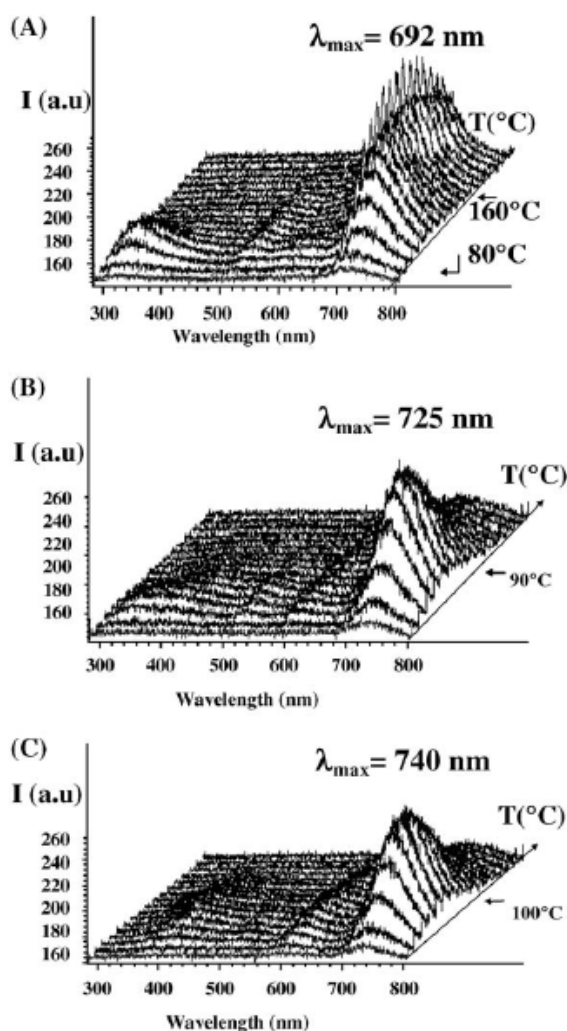 (A)
λmax= 692 nm
I (a.u)
T(°C)
260
240
220
200
180
160
160°C
80°C
300 400 500 600 700 800
Wavelength (nm)
(B)
λmax= 725 nm
I (a.u)
T(°C)
260
240
220
200
180
160
90°C
300 400 500 600 700 800
Wavelength (nm)
(C)
λmax= 740 nm
I (a.u)
T(°C)
260
240
220
200
180
160
100°C
300 400 500 600 700 800
Wavelength (nm)